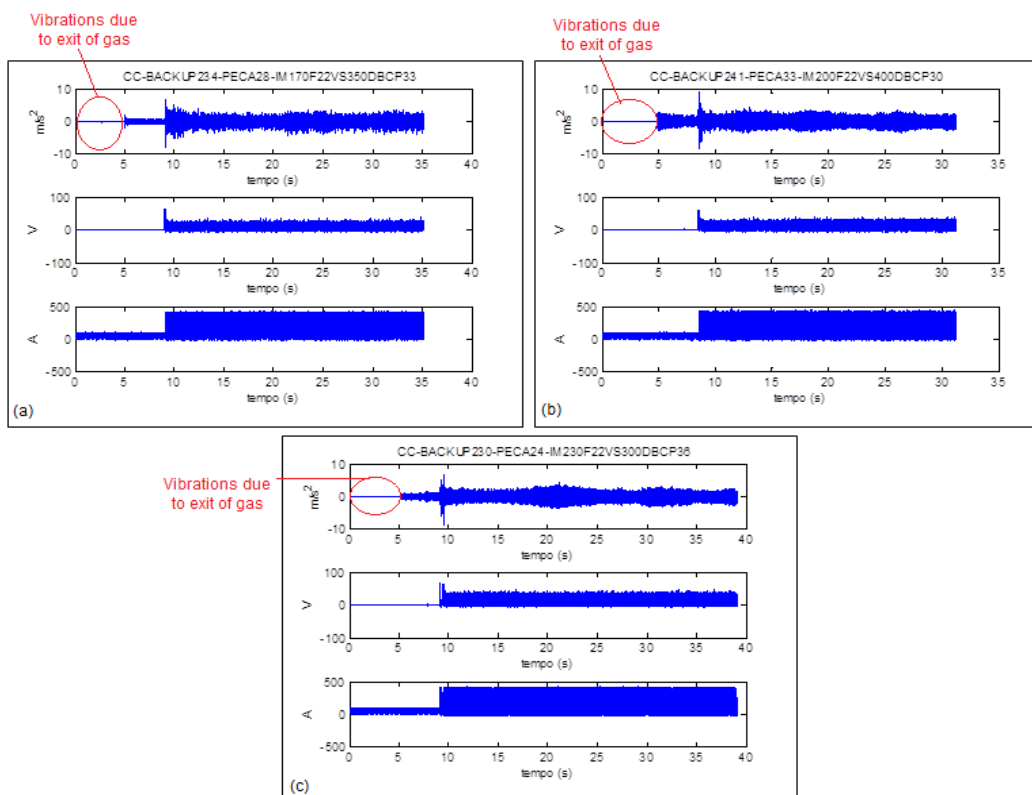 Vibrations due
to exit of gas
CC-BACKUP234-PECA28-IM170F22VS350DBCP33
10
0
-10
m/s²
0 5 10 15 20 25 30 35 40
tempo (s)
100
0
-100
V
0 5 10 15 20 25 30 35 40
tempo (s)
500
0
-500
A
0 5 10 15 20 25 30 35 40
tempo (s)
(a)
Vibrations due
to exit of gas
CC-BACKUP241-PECA33-IM200F22VS400DBCP30
10
0
-10
m/s²
0 5 10 15 20 25 30 35
tempo (s)
100
0
-100
V
0 5 10 15 20 25 30 35
tempo (s)
500
0
-500
A
0 5 10 15 20 25 30 35
tempo (s)
(b)
Vibrations due
to exit of gas
CC-BACKUP230-PECA24-IM230F22VS300DBCP36
10
0
-10
m/s²
0 5 10 15 20 25 30 35 40
tempo (s)
100
0
-100
V
0 5 10 15 20 25 30 35 40
tempo (s)
500
0
-500
A
0 5 10 15 20 25 30 35 40
tempo (s)
(c)